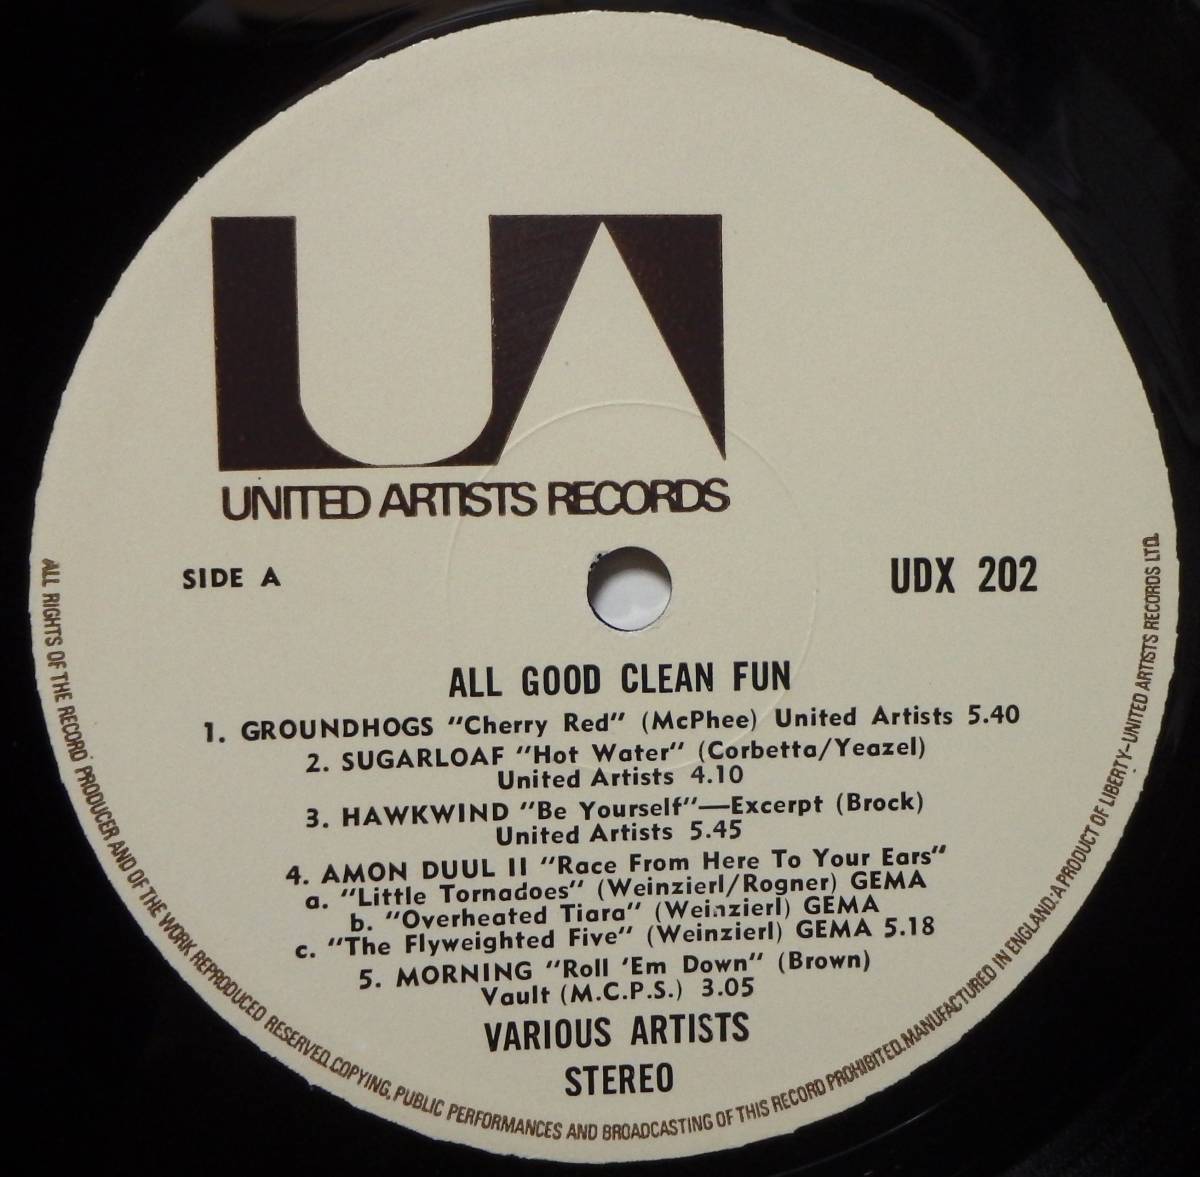 UA
UNITED ARTISTS RECORDS
SIDE A
UDX 202
ALL GOOD CLEAN FUN
1. GROUNDHOGS "Cherry Red" (McPhee) United Artists 5.40
2. SUGARLOAF "Hot Water" (Corbetta/Yeazel)
United Artists 4.10
3. HAWKWIND "Be Yourself"—Excerpt (Brock)
United Artists 5.45
4. AMON DUUL II "Race From Here To Your Ears"
a. "Little Tornadoes" (Weinzierl/Rogner) GEMA
b. "Overheated Tiara" (Weinzierl) GEMA
c. "The Flyweighted Five" (Weinzierl) GEMA 5.18
5. MORNING "Roll 'Em Down" (Brown)
Vault (M.C.P.S.) 3.05
VARIOUS ARTISTS
STEREO
ALL RIGHTS OF THE RECORD PRODUCER AND OF THE WORK REPRODUCED RESERVED. COPYING, PUBLIC PERFORMANCES AND BROADCASTING OF THIS RECORD PROHIBITED. MANUFACTURED IN ENGLAND: A PRODUCT OF LIBERTY-UNITED ARTISTS RECORDS LTD.